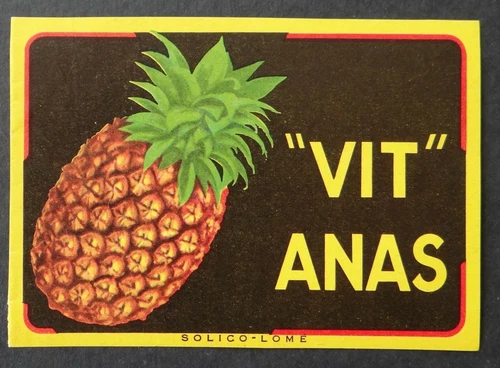 "VIT"
ANAS
SOLICO-LOMÉ